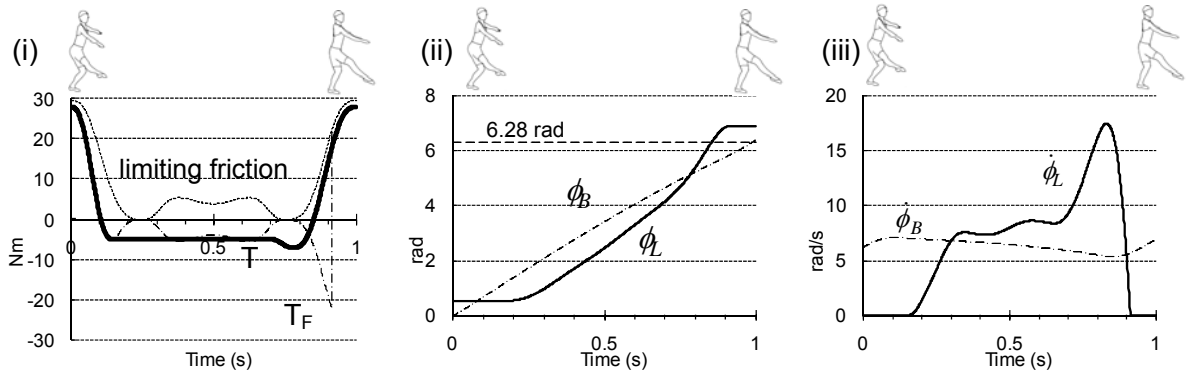 (i)
30
20
10
0
-10
-20
-30
Nm
limiting friction
T
T_F
0
0.5
1
Time (s)
(ii)
8
6
4
2
0
rad
6.28 rad
ϕ_B
ϕ_L
0
0.5
1
Time (s)
(iii)
20
15
10
5
0
rad/s
ϕ̇_L
ϕ̇_B
0
0.5
1
Time (s)